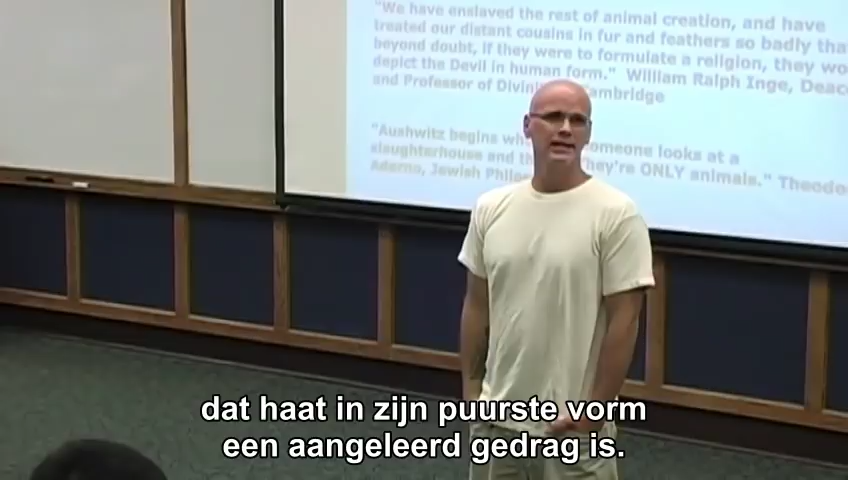 "We have enslaved the rest of animal creation, and have
treated our distant cousins in fur and feathers so badly
beyond doubt, if they were to formulate a religion, they
depict the Devil in human form." William Ralph Inge,
and Professor of Cambridge
"Aushwitz begins someone looks at a
slaughterhouse and They're ONLY animals."
Adorno, Jewish
dat haat in zijn puurste vorm
een aangeleerd gedrag is.